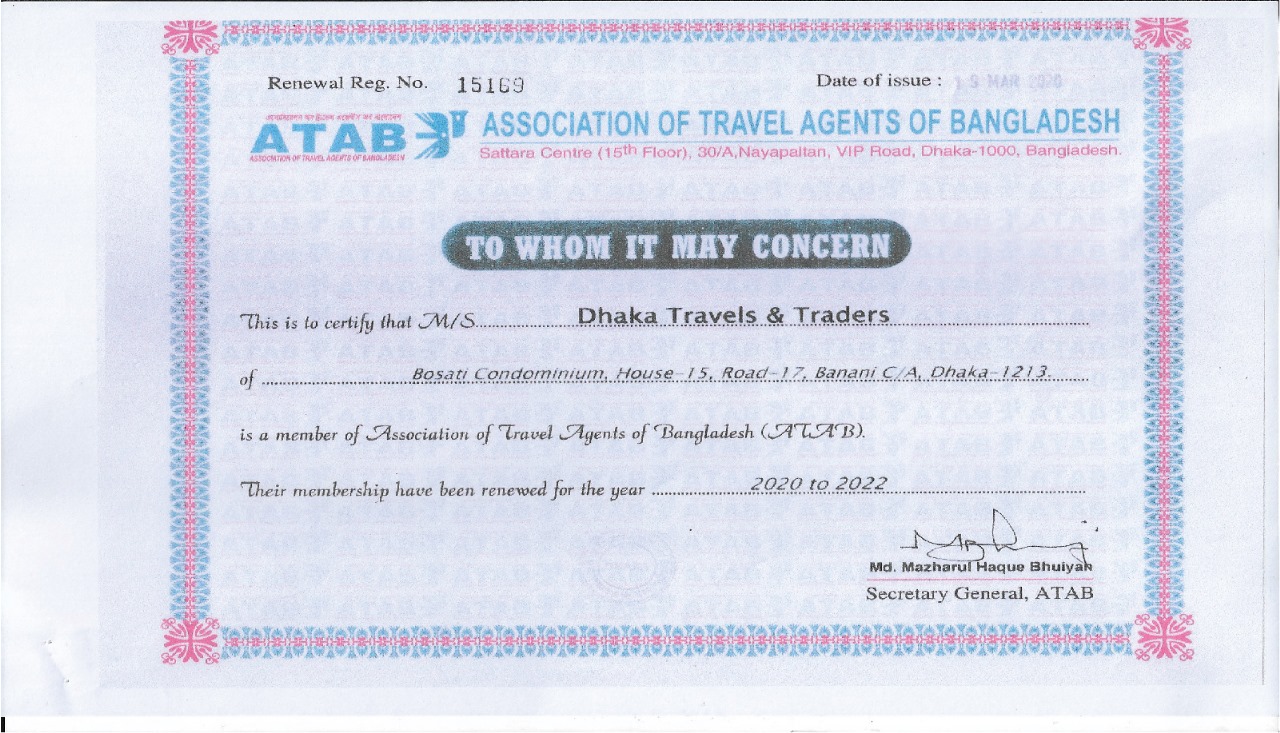 Renewal Reg. No. 15169
Date of issue : 19 MAR 2020
ATAB
ASSOCIATION OF TRAVEL AGENTS OF BANGLADESH
ASSOCIATION OF TRAVEL AGENTS OF BANGLADESH
Sattara Centre (15th Floor), 30/A,Nayapaltan, VIP Road, Dhaka-1000, Bangladesh.
TO WHOM IT MAY CONCERN
This is to certify that M/S Dhaka Travels & Traders
of Bosati Condominium, House-15, Road-17, Banani C/A, Dhaka-1213.
is a member of Association of Travel Agents of Bangladesh (ATAB).
Their membership have been renewed for the year 2020 to 2022
Md. Mazharul Haque Bhuiyan
Secretary General, ATAB